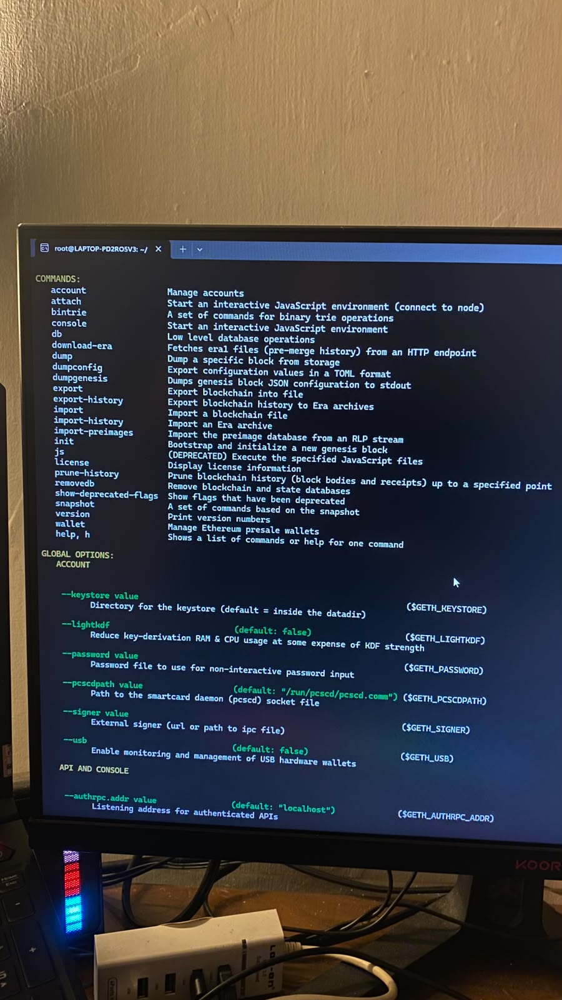 root@LAPTOP-PD2RO5V3: ~/
COMMANDS:
account Manage accounts
attach Start an interactive JavaScript environment (connect to node)
bintrie A set of commands for binary trie operations
console Start an interactive JavaScript environment
db Low level database operations
download-era Fetches era1 files (pre-merge history) from an HTTP endpoint
dump Dump a specific block from storage
dumpconfig Export configuration values in a TOML format
dumpgenesis Dumps genesis block JSON configuration to stdout
export Export blockchain into file
export-history Export blockchain history to Era archives
import Import a blockchain file
import-history Import an Era archive
import-preimages Import the preimage database from an RLP stream
init Bootstrap and initialize a new genesis block
js (DEPRECATED) Execute the specified JavaScript files
license Display license information
prune-history Prune blockchain history (block bodies and receipts) up to a specified point
removedb Remove blockchain and state databases
show-deprecated-flags Show flags that have been deprecated
snapshot A set of commands based on the snapshot
version Print version numbers
wallet Manage Ethereum presale wallets
help, h Shows a list of commands or help for one command
GLOBAL OPTIONS:
ACCOUNT
--keystore value ($GETH_KEYSTORE)
Directory for the keystore (default = inside the datadir)
--lightkdf (default: false) ($GETH_LIGHTKDF)
Reduce key-derivation RAM & CPU usage at some expense of KDF strength
--password value ($GETH_PASSWORD)
Password file to use for non-interactive password input
--pcscdpath value (default: "/run/pcscd/pcscd.comm") ($GETH_PCSCDPATH)
Path to the smartcard daemon (pcscd) socket file
--signer value ($GETH_SIGNER)
External signer (url or path to ipc file)
--usb (default: false) ($GETH_USB)
Enable monitoring and management of USB hardware wallets
API AND CONSOLE
--authrpc.addr value (default: "localhost") ($GETH_AUTHRPC_ADDR)
Listening address for authenticated APIs
KOOR
HOME
End